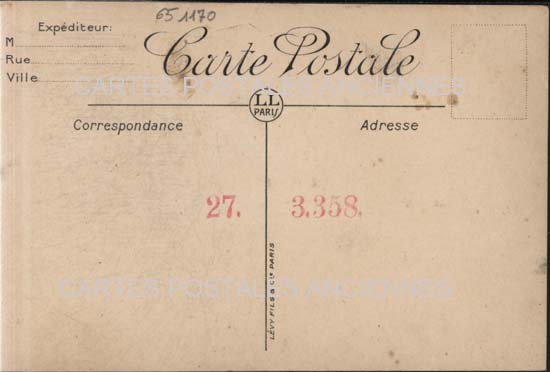 65 1170
Expéditeur:
M
Rue
Ville
Carte Postale
CARTES POSTALES ANCIENNES
LL
PARIS
Correspondance
Adresse
27. 3.358.
LÉVY FILS & Cie PARIS
CARTES POSTALES ANCIENNES